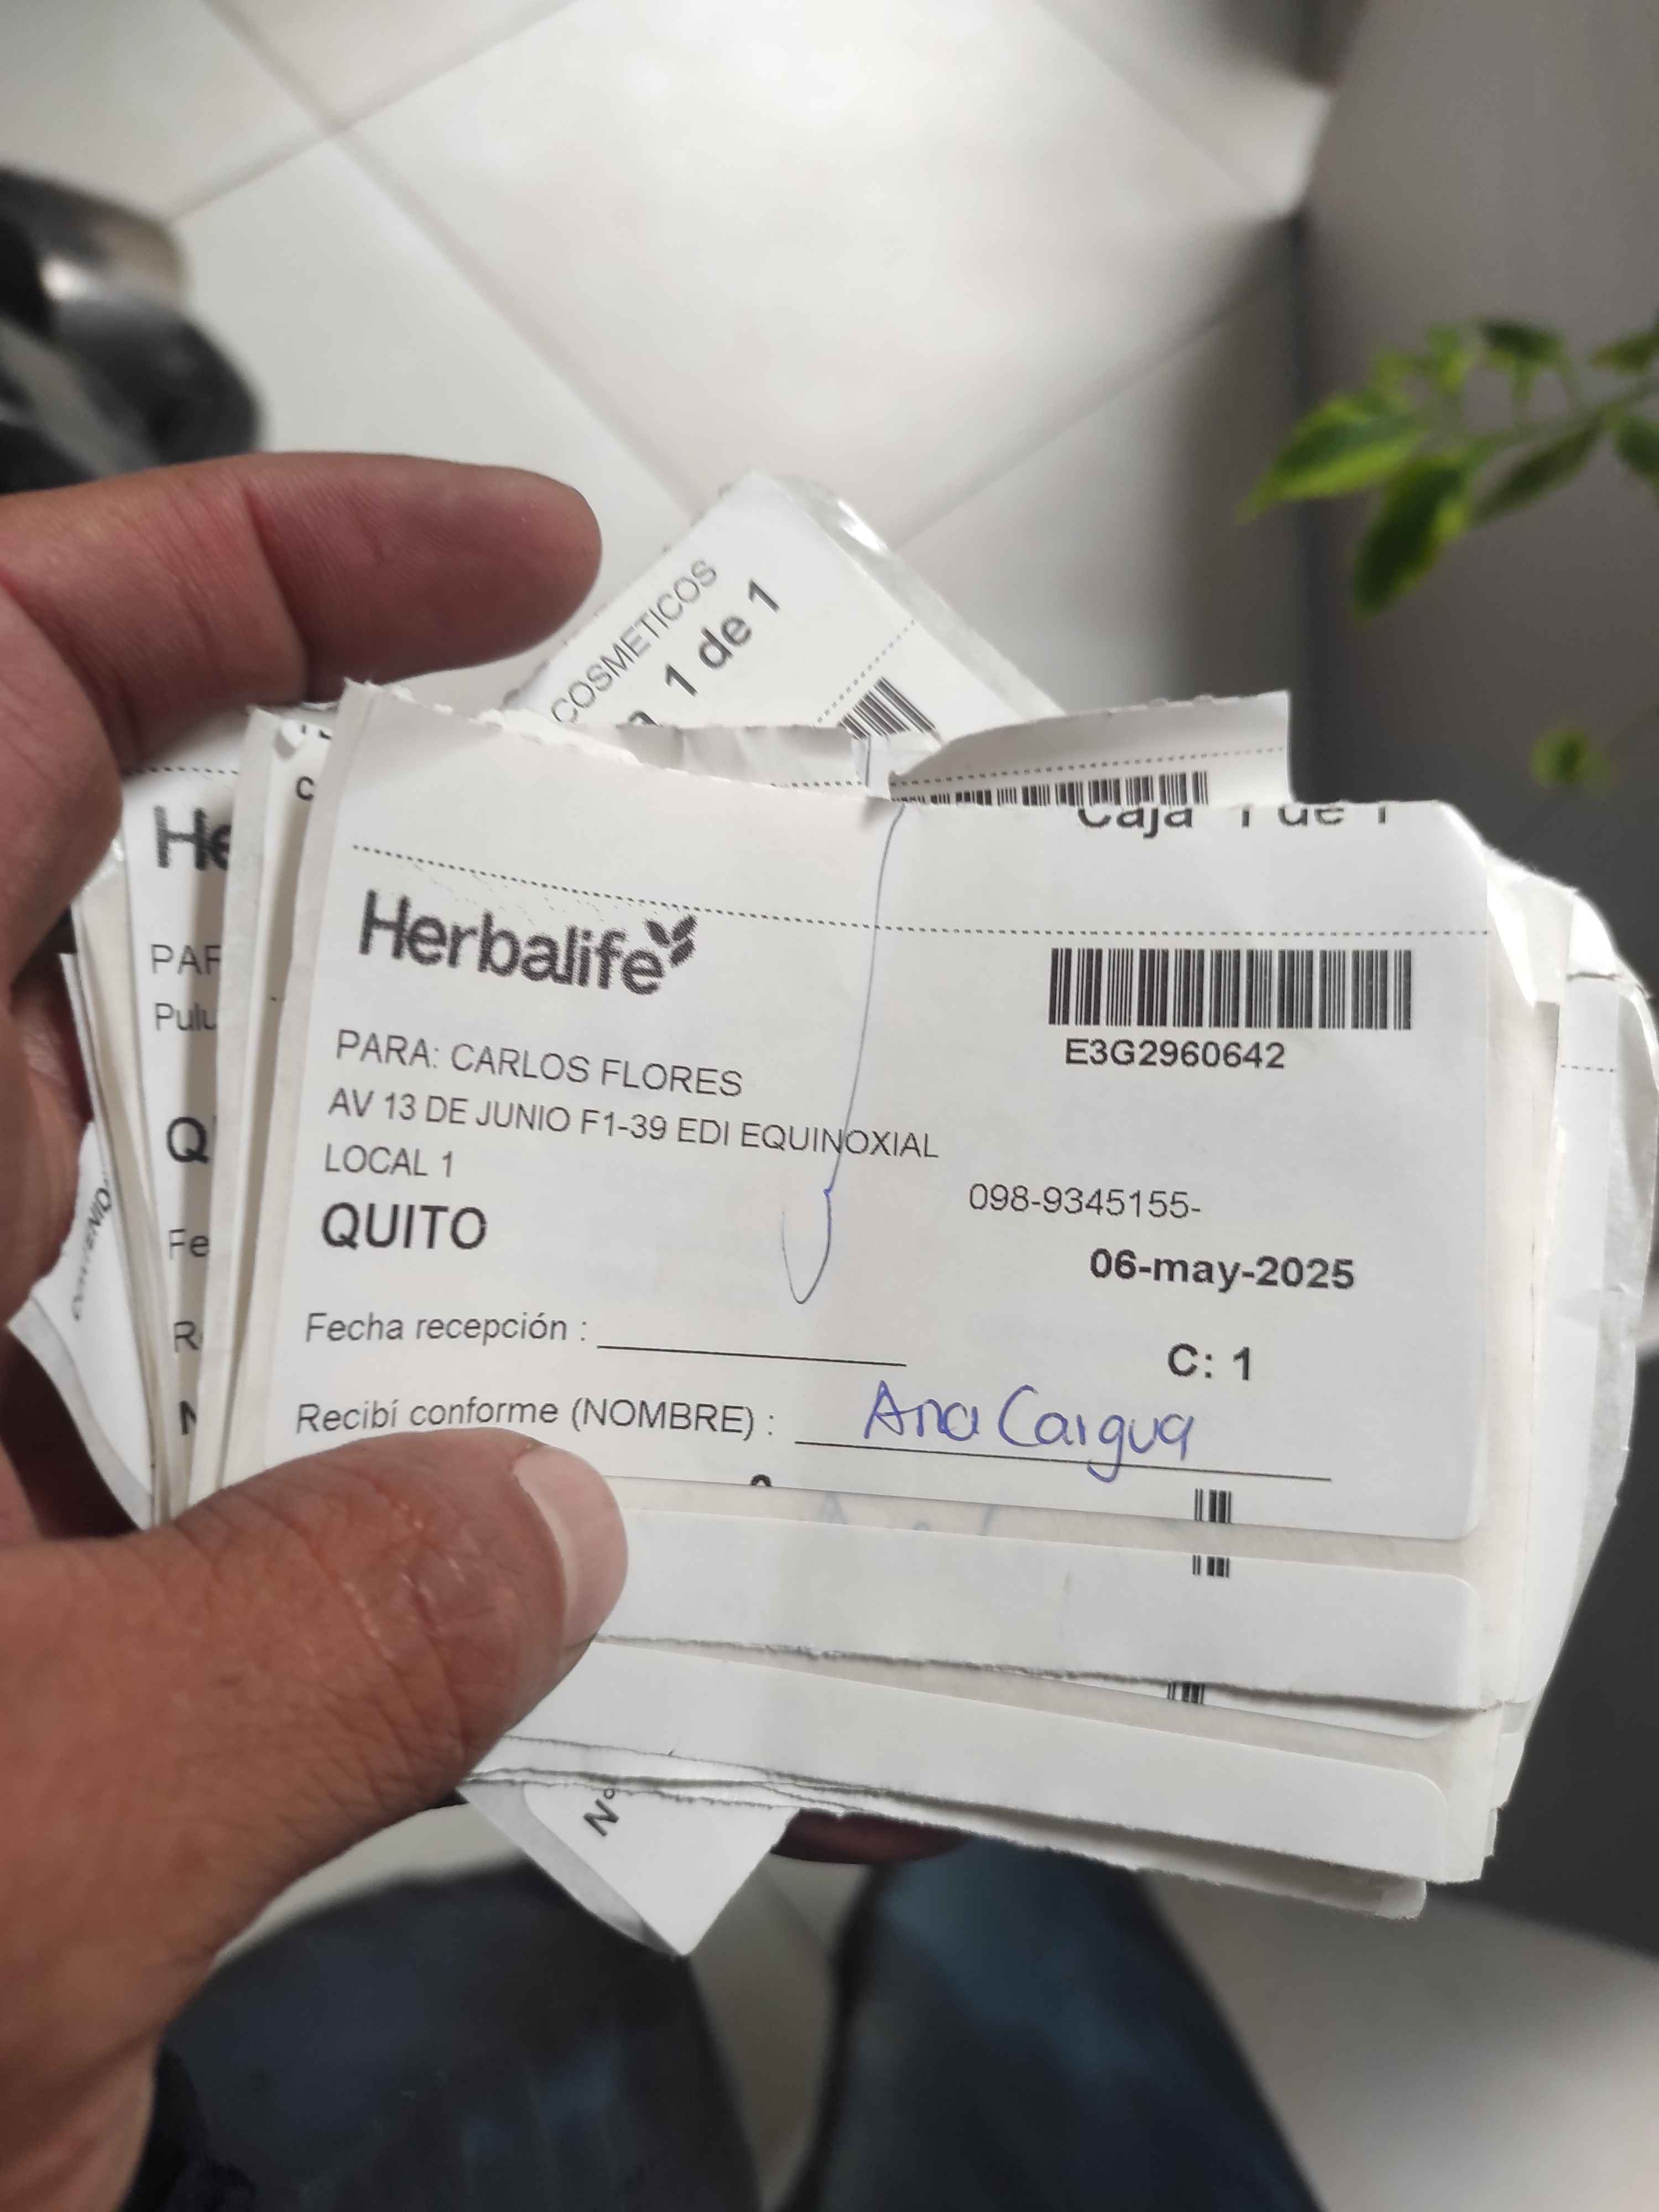 COSMETICOS
1 de 1
Caja 1 de 1
Herbalife
E3G2960642
PARA: CARLOS FLORES
AV 13 DE JUNIO F1-39 EDI EQUINOXIAL
LOCAL 1
098-9345155-
QUITO
06-may-2025
Fecha recepción :
C: 1
Recibí conforme (NOMBRE) : Ana Caigua
N°